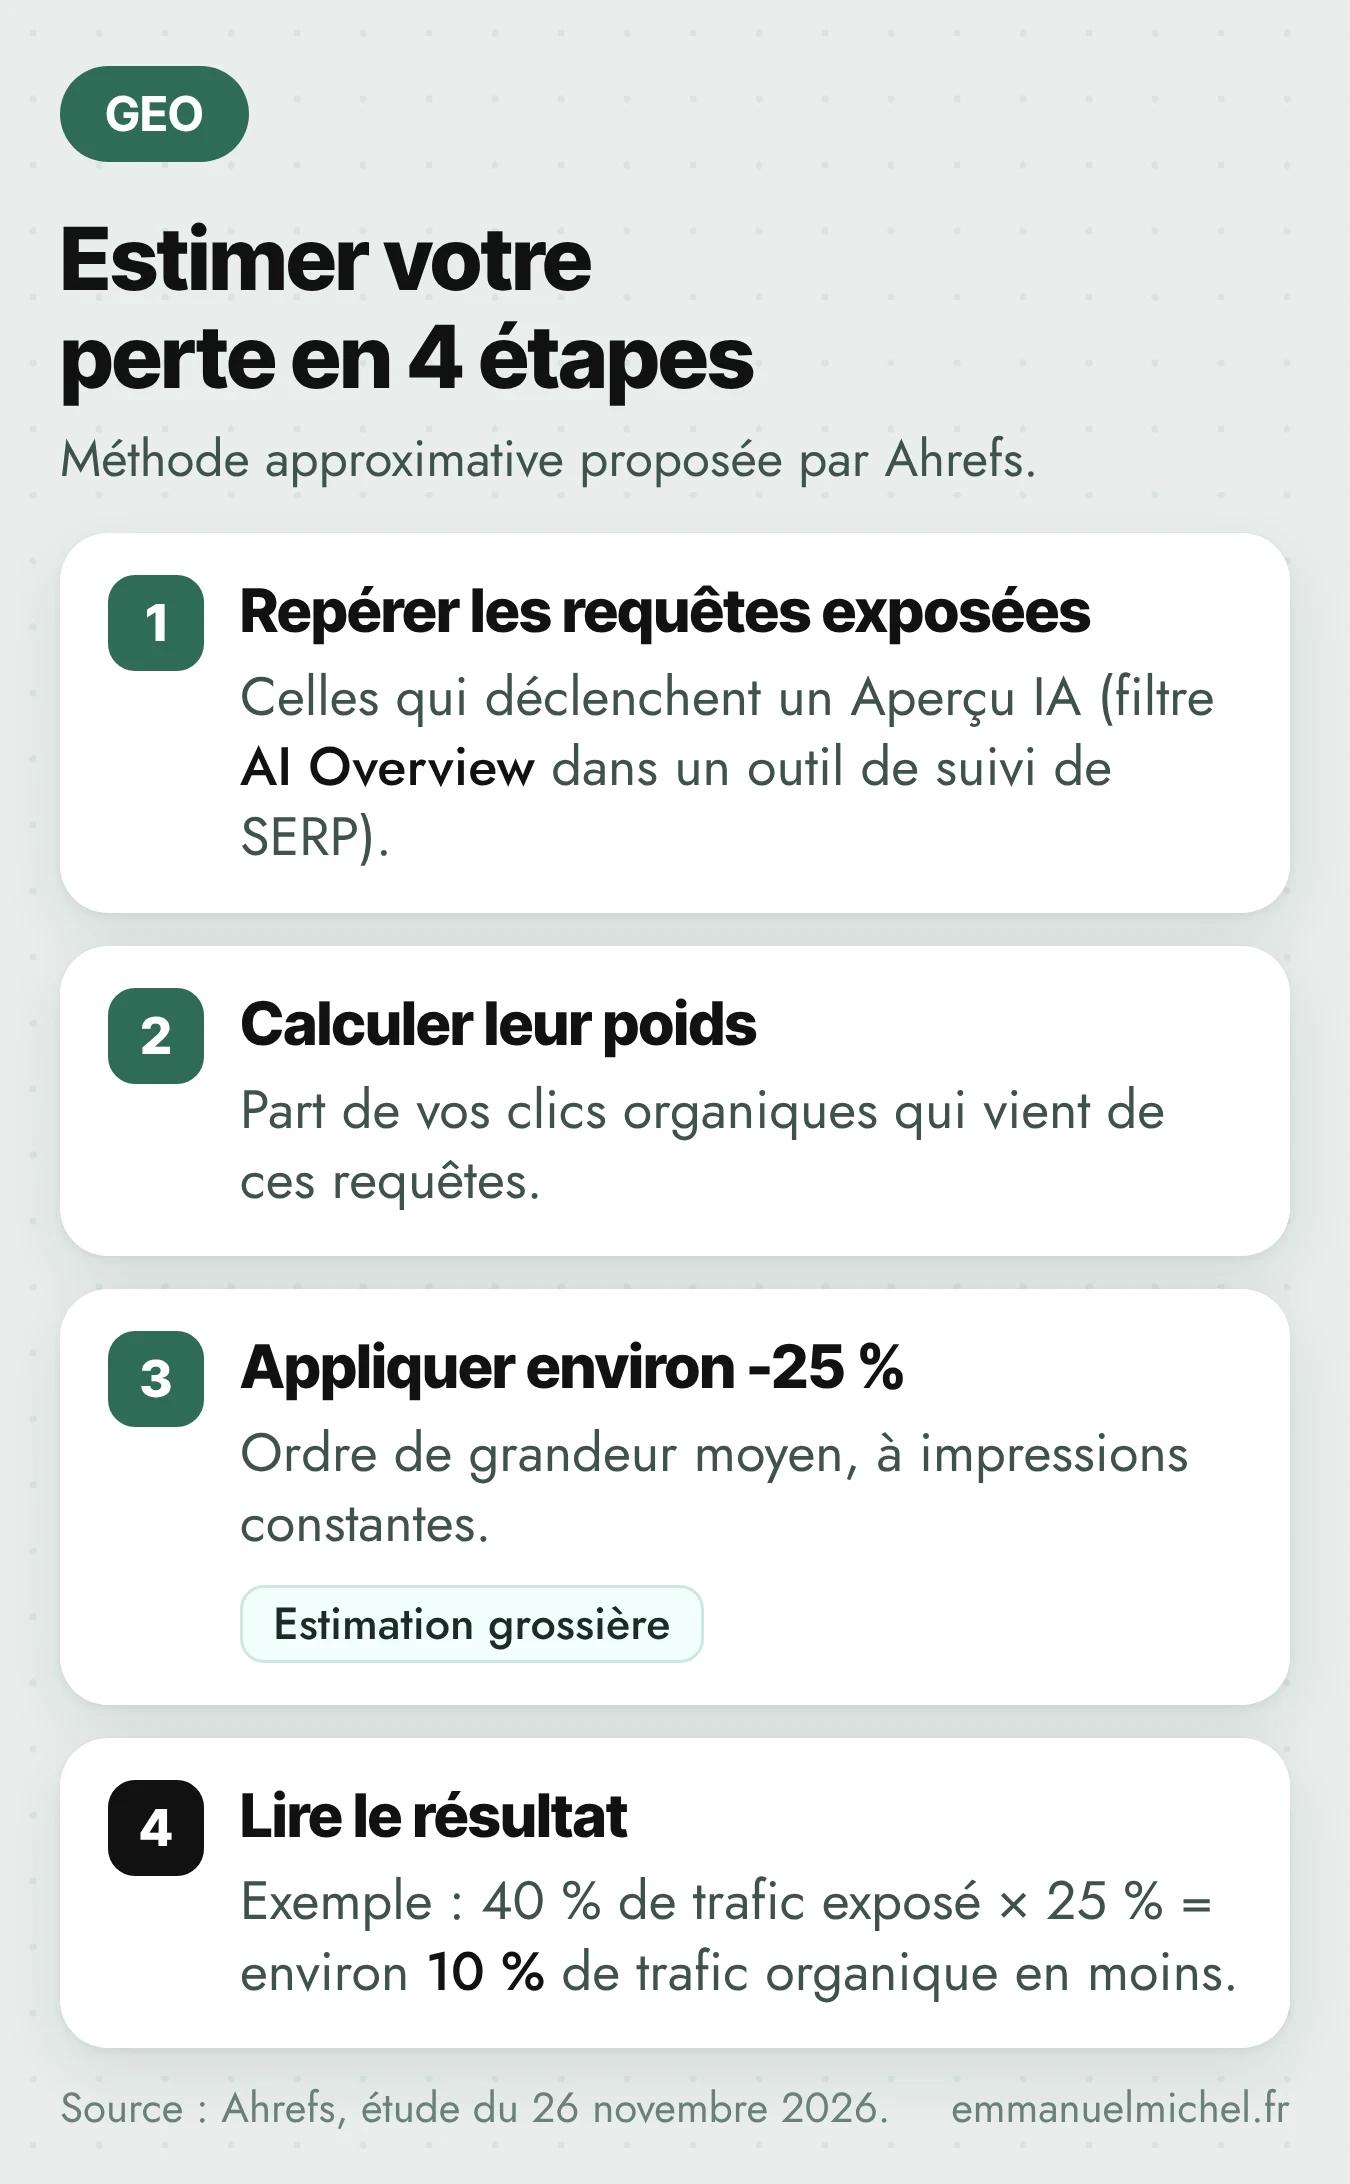 GEO
Estimer votre
perte en 4 étapes
Méthode approximative proposée par Ahrefs.
1
Repérer les requêtes exposées
Celles qui déclenchent un Aperçu IA (filtre
AI Overview dans un outil de suivi de
SERP).
2
Calculer leur poids
Part de vos clics organiques qui vient de
ces requêtes.
3
Appliquer environ -25 %
Ordre de grandeur moyen, à impressions
constantes.
Estimation grossière
4
Lire le résultat
Exemple : 40 % de trafic exposé × 25 % =
environ 10 % de trafic organique en moins.
Source : Ahrefs, étude du 26 novembre 2026. emmanuelmichel.fr